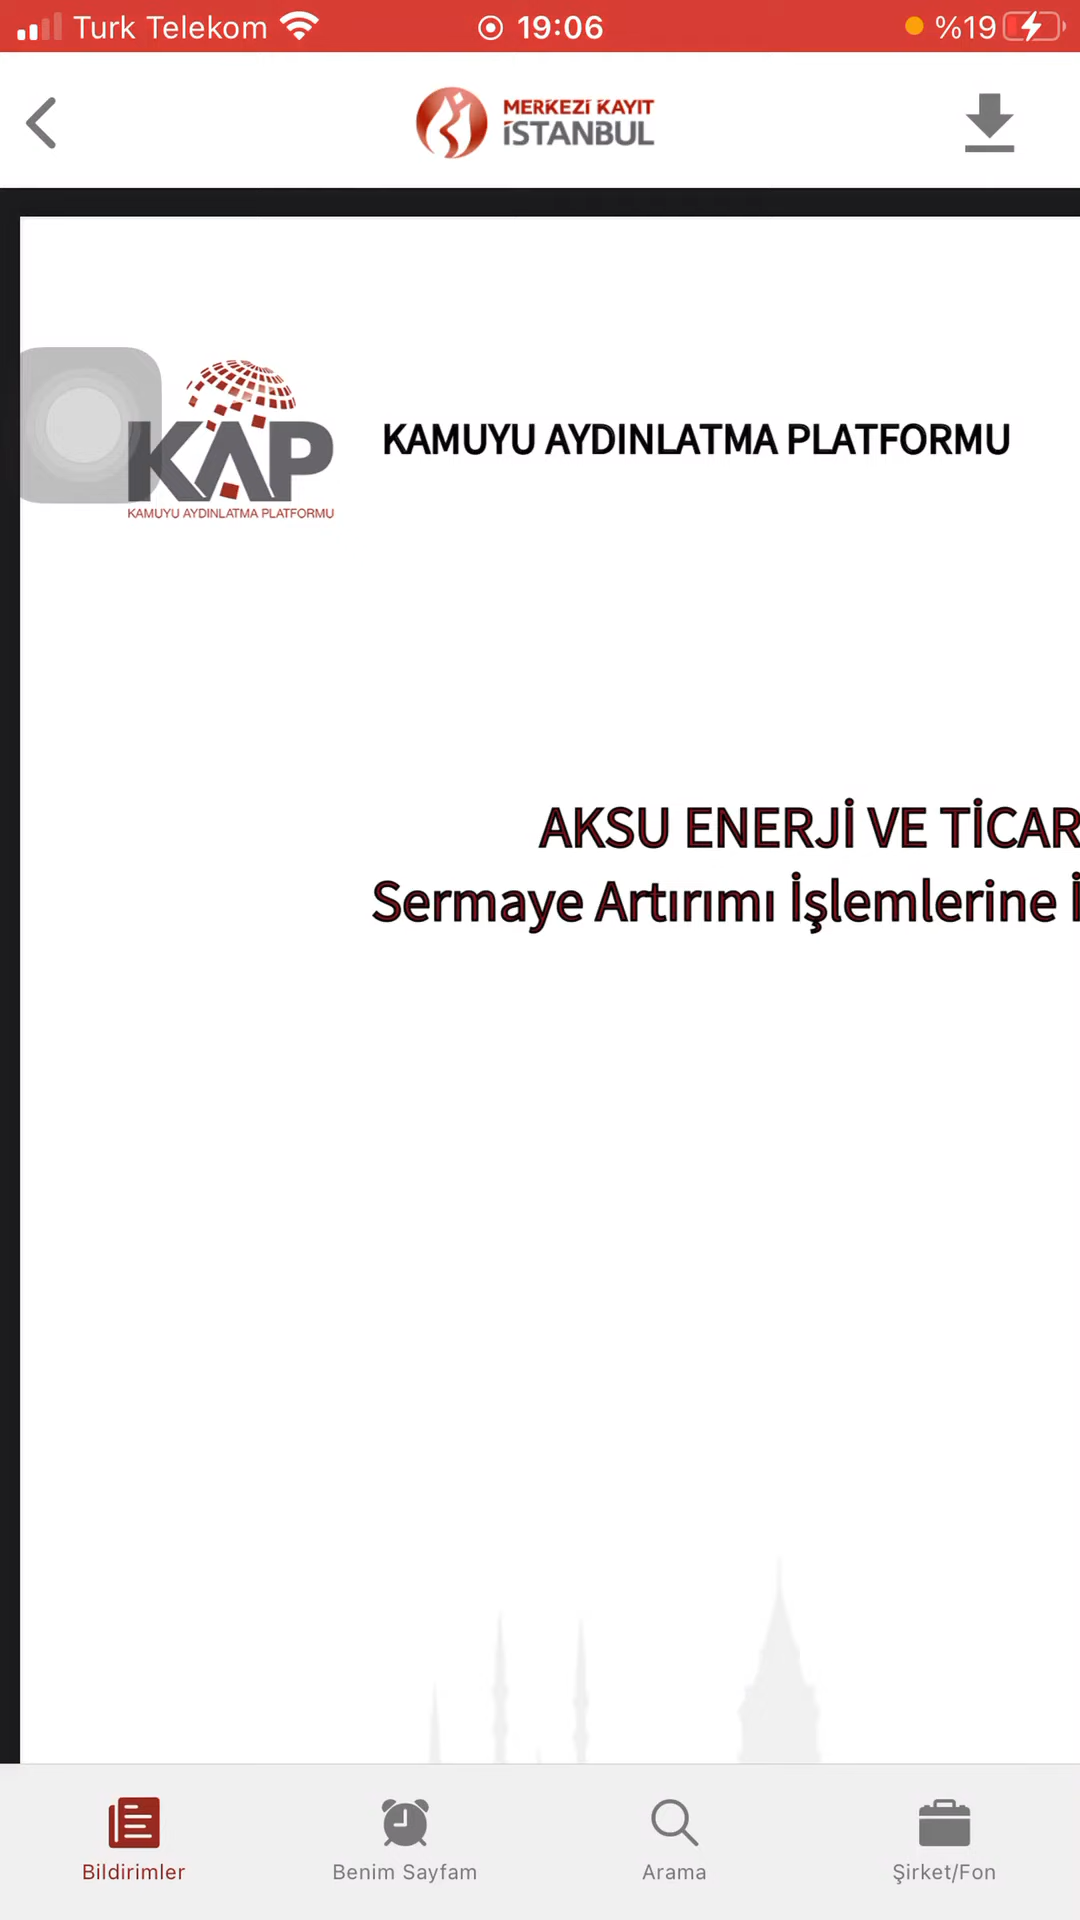 Turk Telekom 19:06 %19
MERKEZİ KAYIT
İSTANBUL
KAP
KAMUYU AYDINLATMA PLATFORMU
KAMUYU AYDINLATMA PLATFORMU
AKSU ENERJİ VE TİCAR
Sermaye Artırımı İşlemlerine İ
Bildirimler Benim Sayfam Arama Şirket/Fon